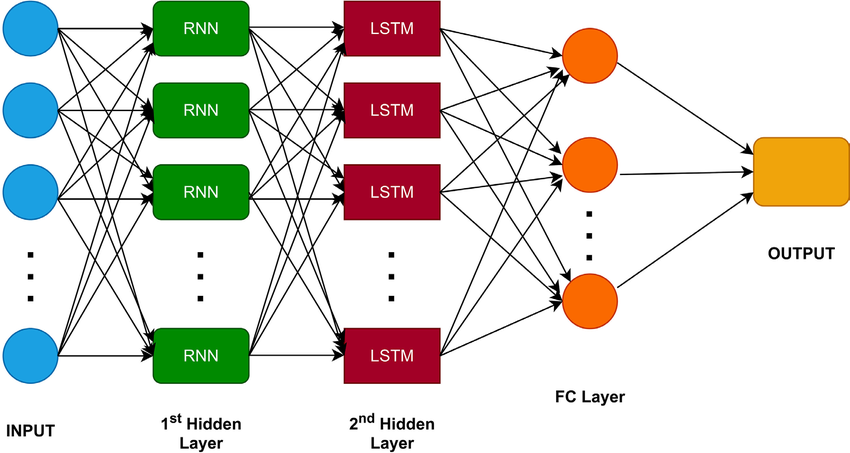 RNN
LSTM
RNN
LSTM
RNN
LSTM
RNN
LSTM
OUTPUT
FC Layer
INPUT
1st Hidden
Layer
2nd Hidden
Layer